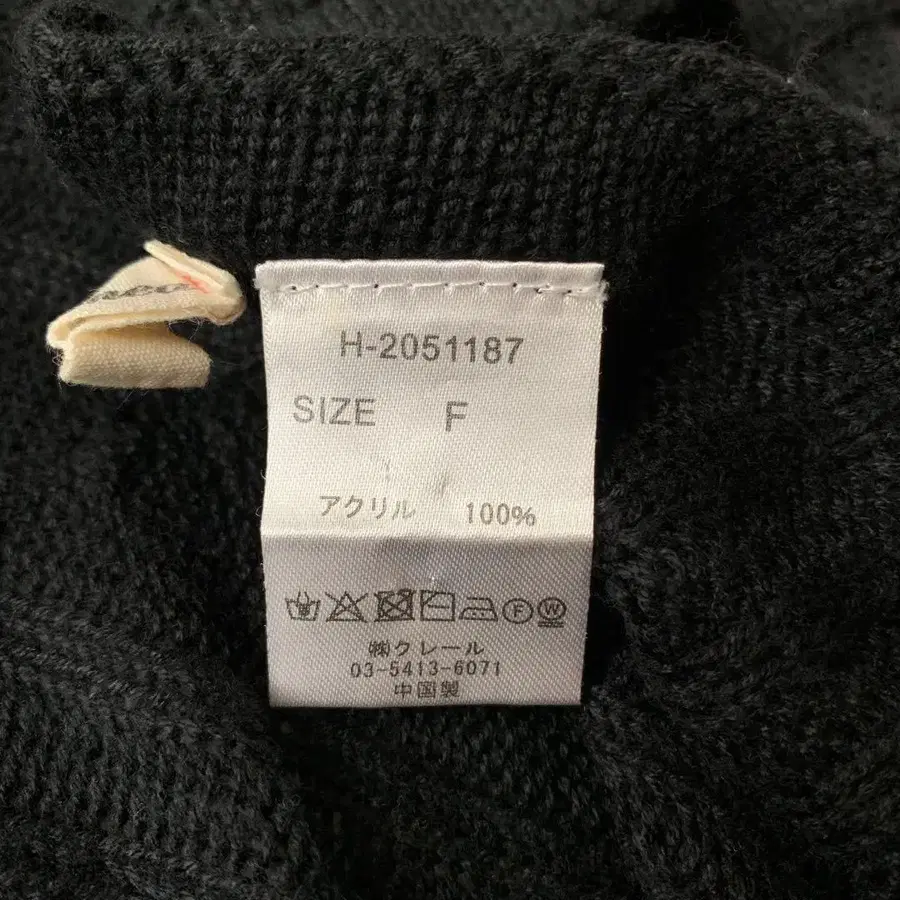 H-2051187
SIZE F
アクリル 100%
F W
㈱クレール
03-5413-6071
中国製